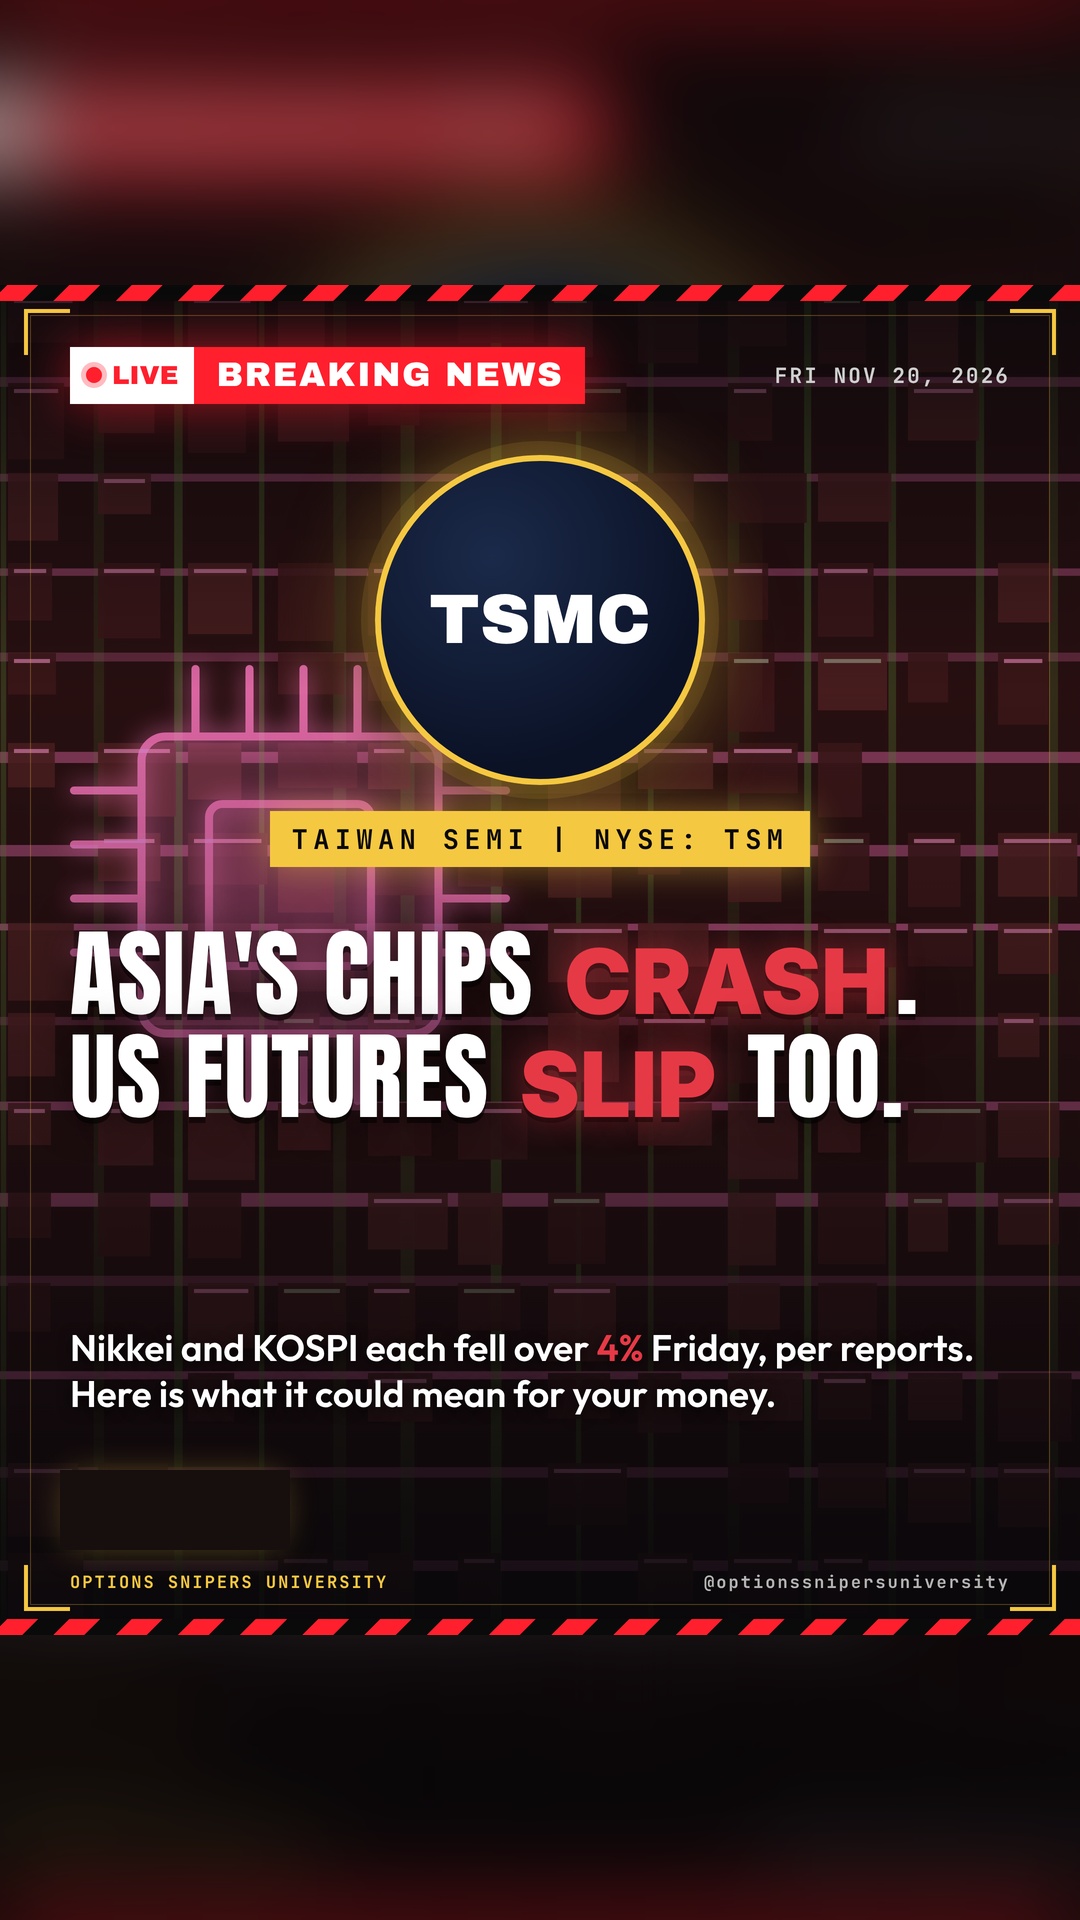 LIVE BREAKING NEWS
FRI NOV 20, 2026
TSMC
TAIWAN SEMI | NYSE: TSM
ASIA'S CHIPS CRASH.
US FUTURES SLIP TOO.
Nikkei and KOSPI each fell over 4% Friday, per reports.
Here is what it could mean for your money.
OPTIONS SNIPERS UNIVERSITY
@optionssnipersuniversity